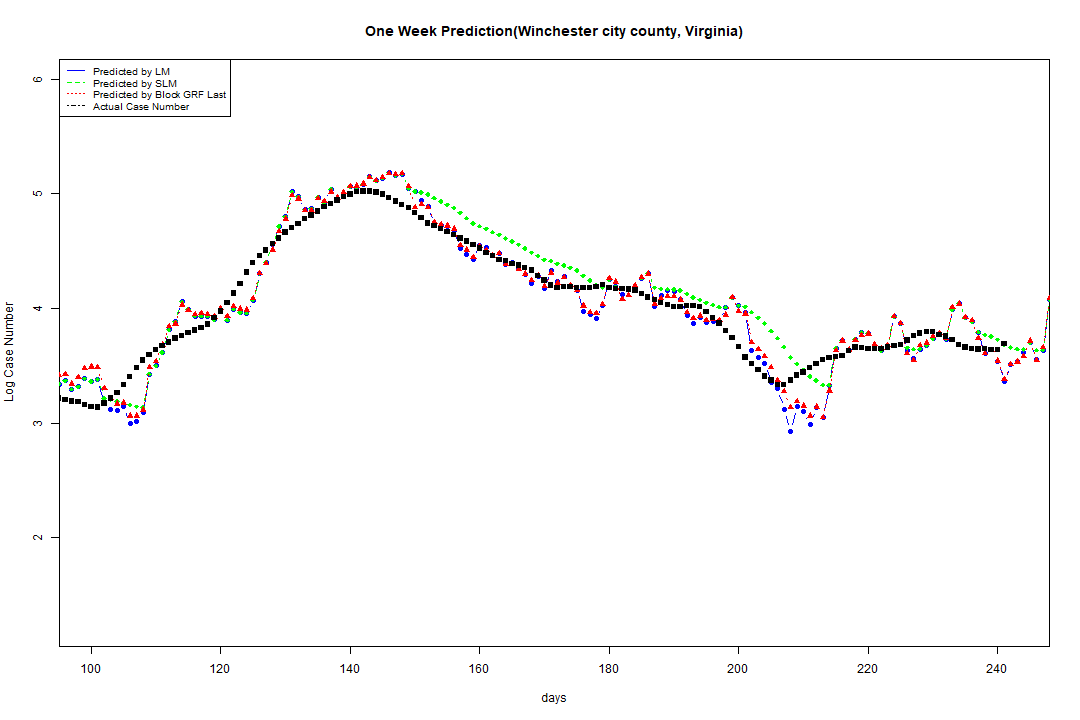 One Week Prediction(Winchester city county, Virginia)
Predicted by LM
Predicted by SLM
Predicted by Block GRF Last
Actual Case Number
6
5
4
3
2
Log Case Number
100 120 140 160 180 200 220 240
days